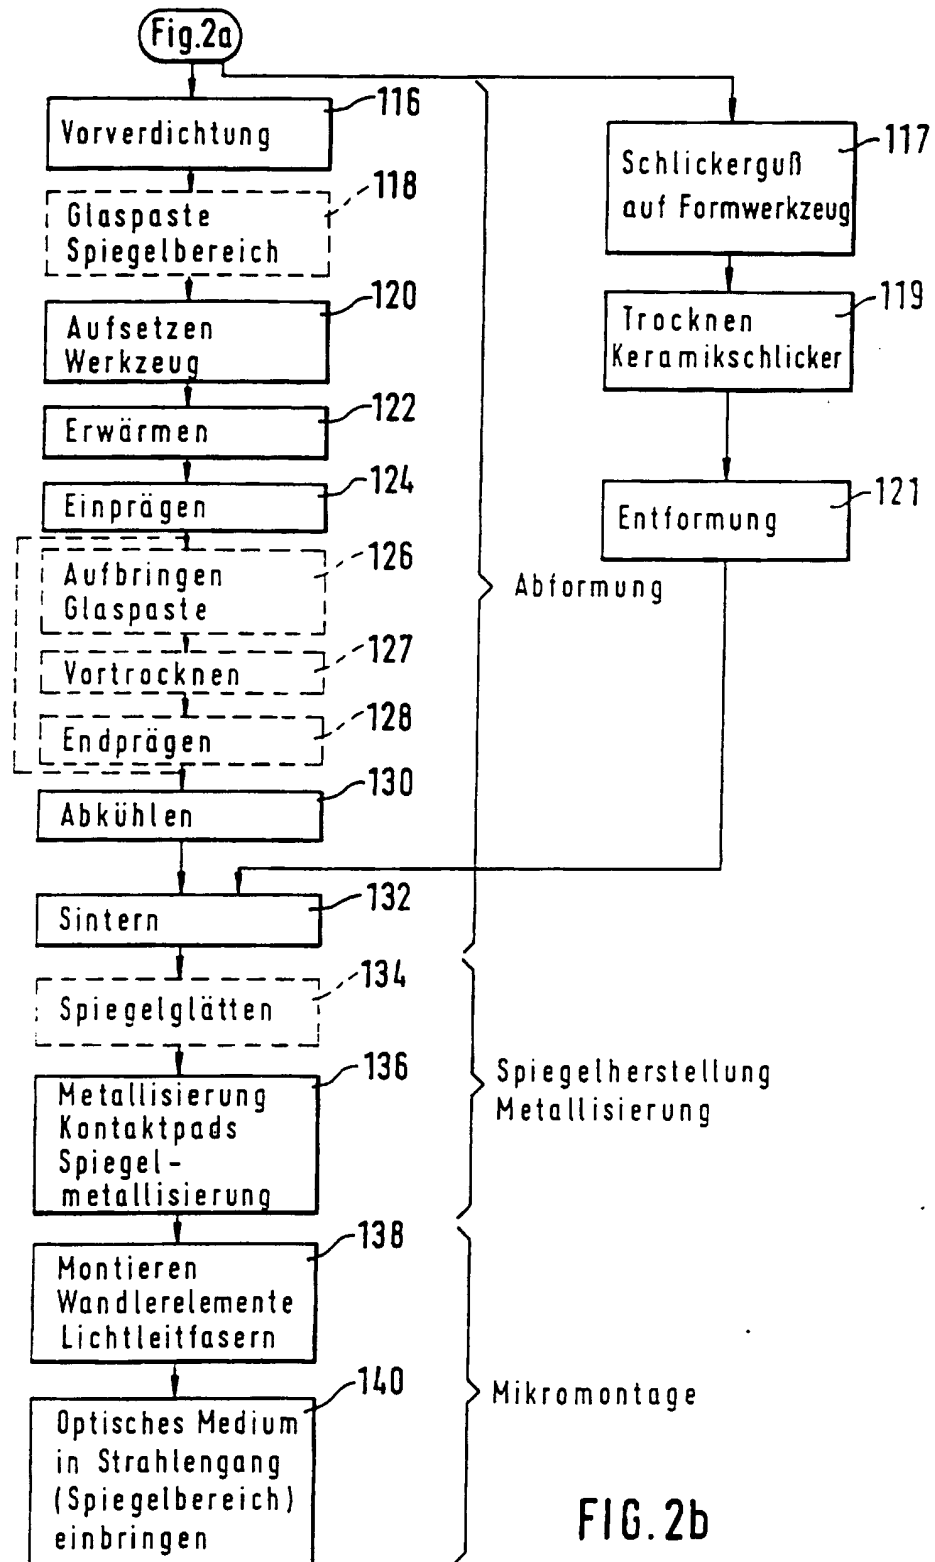 Fig.2a
116
Vorverdichtung
118
Glaspaste
Spiegelbereich
120
Aufsetzen
Werkzeug
122
Erwärmen
124
Einprägen
126
Aufbringen
Glaspaste
127
Vortrocknen
128
Endprägen
130
Abkühlen
132
Sintern
134
Spiegelglätten
136
Metallisierung
Kontaktpads
Spiegel-
metallisierung
138
Montieren
Wandlerelemente
Lichtleitfasern
140
Optisches Medium
in Strahlengang
(Spiegelbereich)
einbringen
117
Schlickerguß
auf Formwerkzeug
119
Trocknen
Keramikschlicker
121
Entformung
Abformung
Spiegelherstellung
Metallisierung
Mikromontage
FIG. 2b